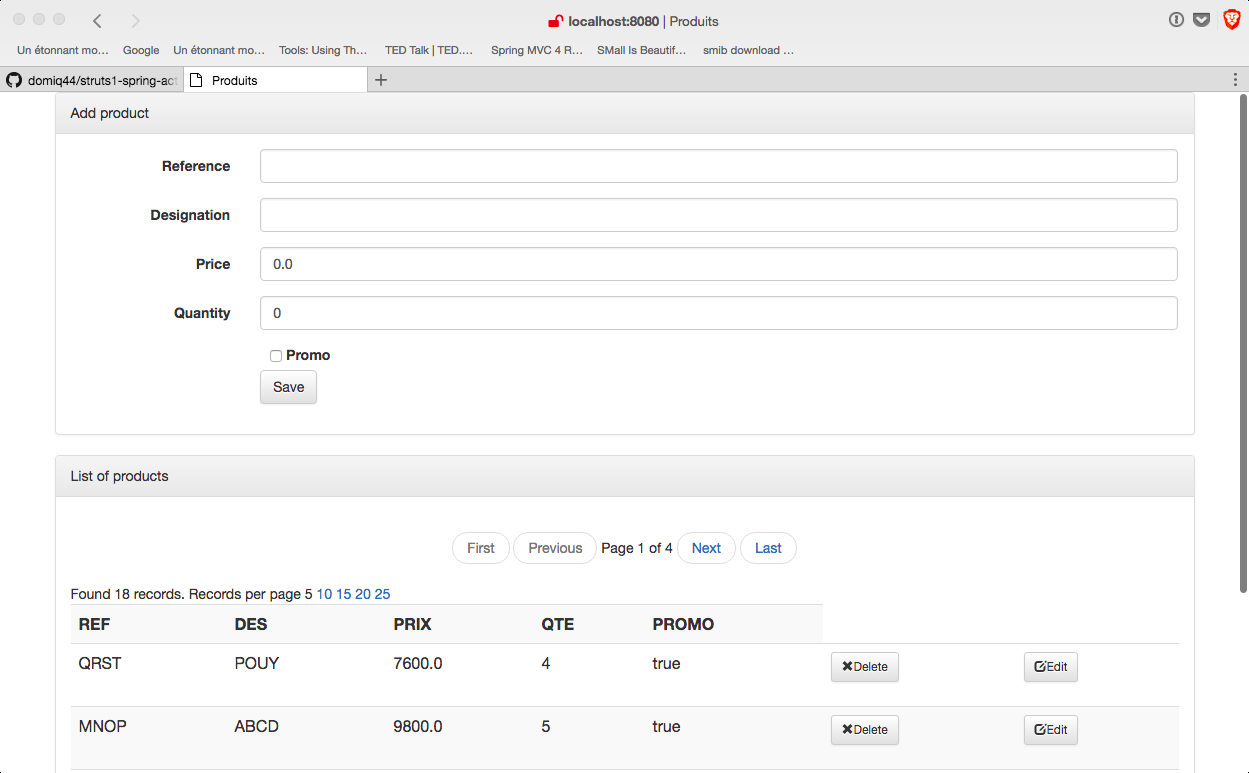 localhost:8080 | Produits
Un étonnant mo... Google Un étonnant mo... Tools: Using Th... TED Talk | TED.... Spring MVC 4 R... SMall Is Beautif... smib download ...
domiq44/struts1-spring-act Produits
Add product
Reference
Designation
Price 0.0
Quantity 0
Promo
Save
List of products
First Previous Page 1 of 4 Next Last
Found 18 records. Records per page 5 10 15 20 25
REF DES PRIX QTE PROMO
QRST POUY 7600.0 4 true Delete Edit
MNOP ABCD 9800.0 5 true Delete Edit